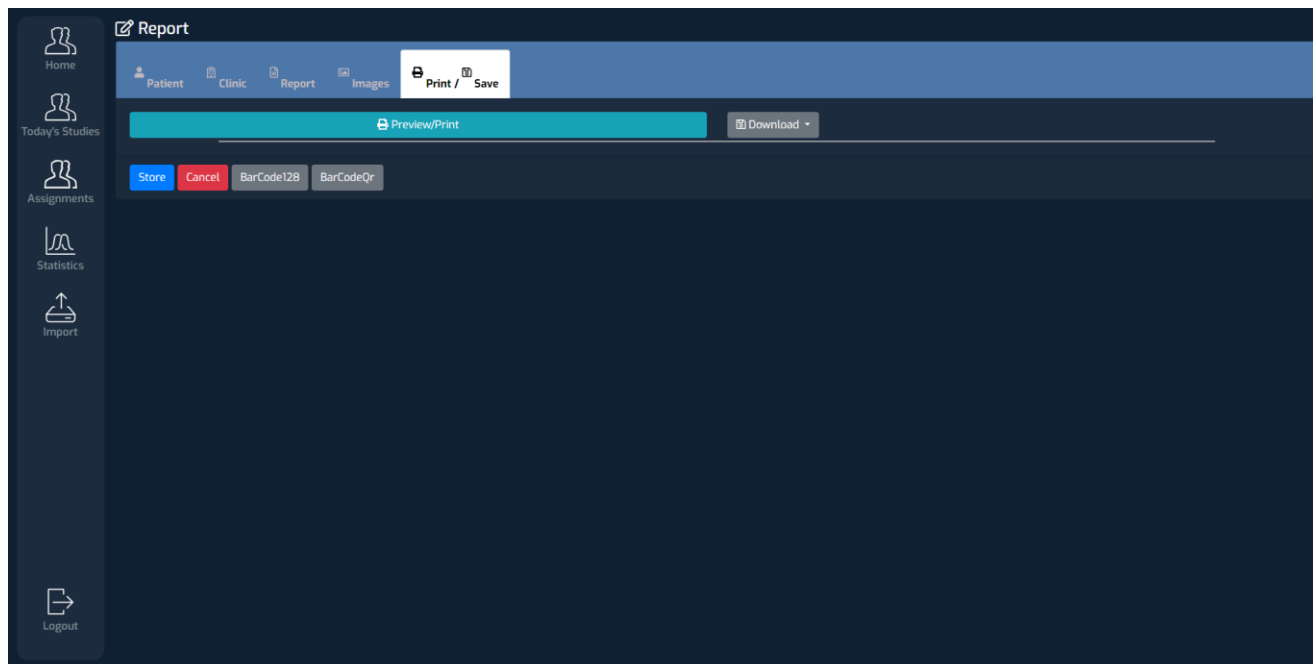 Report
Home
Patient
Clinic
Report
Images
Print / Save
Today's Studies
Preview/Print
Download
Assignments
Store
Cancel
BarCode128
BarCodeQr
Statistics
Import
Logout